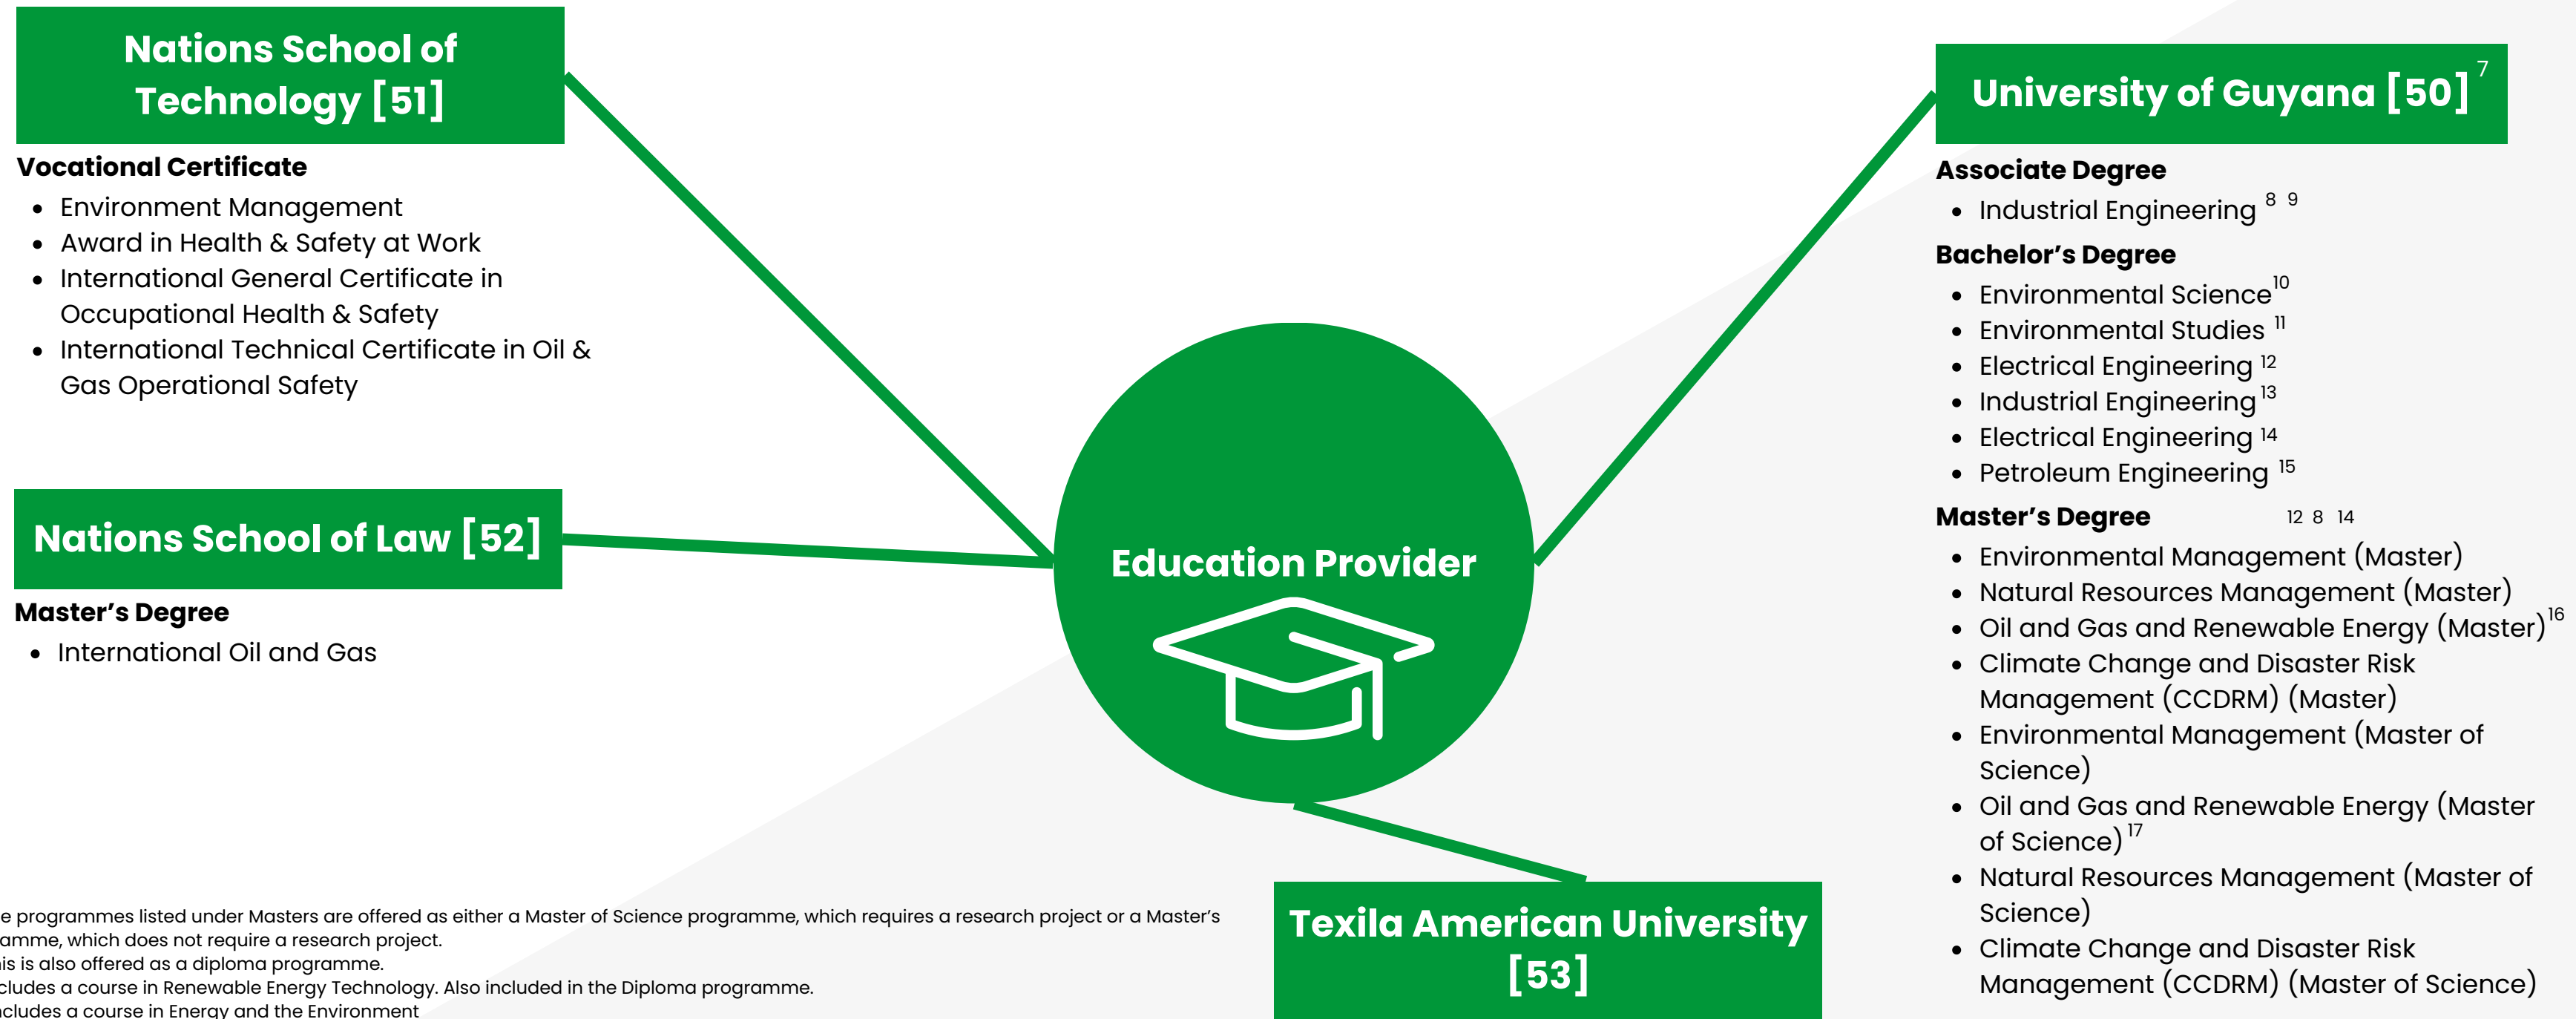 Nations School of
Technology [51]
Vocational Certificate
• Environment Management
• Award in Health & Safety at Work
• International General Certificate in
Occupational Health & Safety
• International Technical Certificate in Oil &
Gas Operational Safety
Nations School of Law [52]
Master's Degree
• International Oil and Gas
Education Provider
University of Guyana [50] 7
Associate Degree
• Industrial Engineering 8 9
Bachelor's Degree
• Environmental Science 10
• Environmental Studies 11
• Electrical Engineering 12
• Industrial Engineering 13
• Electrical Engineering 14
• Petroleum Engineering 15
Master's Degree 12 8 14
• Environmental Management (Master)
• Natural Resources Management (Master)
• Oil and Gas and Renewable Energy (Master) 16
• Climate Change and Disaster Risk
Management (CCDRM) (Master)
• Environmental Management (Master of
Science)
• Oil and Gas and Renewable Energy (Master
of Science) 17
• Natural Resources Management (Master of
Science)
• Climate Change and Disaster Risk
Management (CCDRM) (Master of Science)
Texila American University
[53]
e programmes listed under Masters are offered as either a Master of Science programme, which requires a research project or a Master's
amme, which does not require a research project.
is is also offered as a diploma programme.
cludes a course in Renewable Energy Technology. Also included in the Diploma programme.
ncludes a course in Energy and the Environment